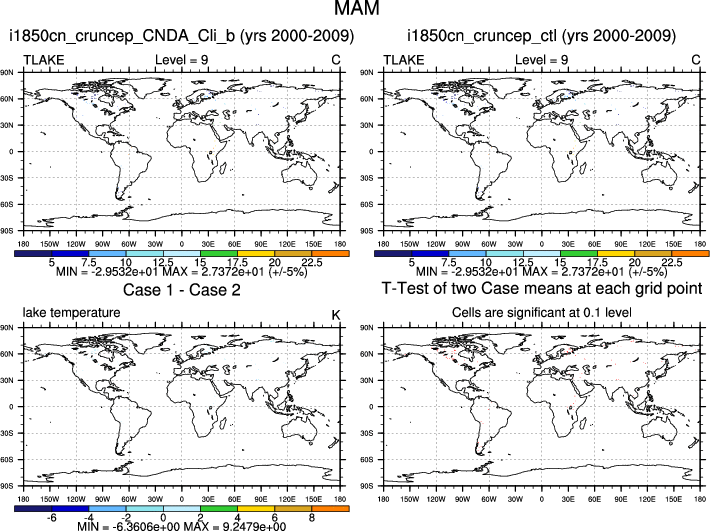 MAM
i1850cn_cruncep_CNDA_Cli_b (yrs 2000-2009)
i1850cn_cruncep_ctl (yrs 2000-2009)
TLAKE Level = 9 C
TLAKE Level = 9 C
90N
60N
30N
0
30S
60S
90S
180 150W 120W 90W 60W 30W 0 30E 60E 90E 120E 150E 180
90N
60N
30N
0
30S
60S
90S
180 150W 120W 90W 60W 30W 0 30E 60E 90E 120E 150E 180
5 7.5 10 12.5 15 17.5 20 22.5
MIN = -2.9532e+01 MAX = 2.7372e+01 (+/-5%)
5 7.5 10 12.5 15 17.5 20 22.5
MIN = -2.9532e+01 MAX = 2.7372e+01 (+/-5%)
Case 1 - Case 2
T-Test of two Case means at each grid point
lake temperature K
Cells are significant at 0.1 level
90N
60N
30N
0
30S
60S
90S
180 150W 120W 90W 60W 30W 0 30E 60E 90E 120E 150E 180
90N
60N
30N
0
30S
60S
90S
180 150W 120W 90W 60W 30W 0 30E 60E 90E 120E 150E 180
-6 -4 -2 0 2 4 6 8
MIN = -6.3606e+00 MAX = 9.2479e+00